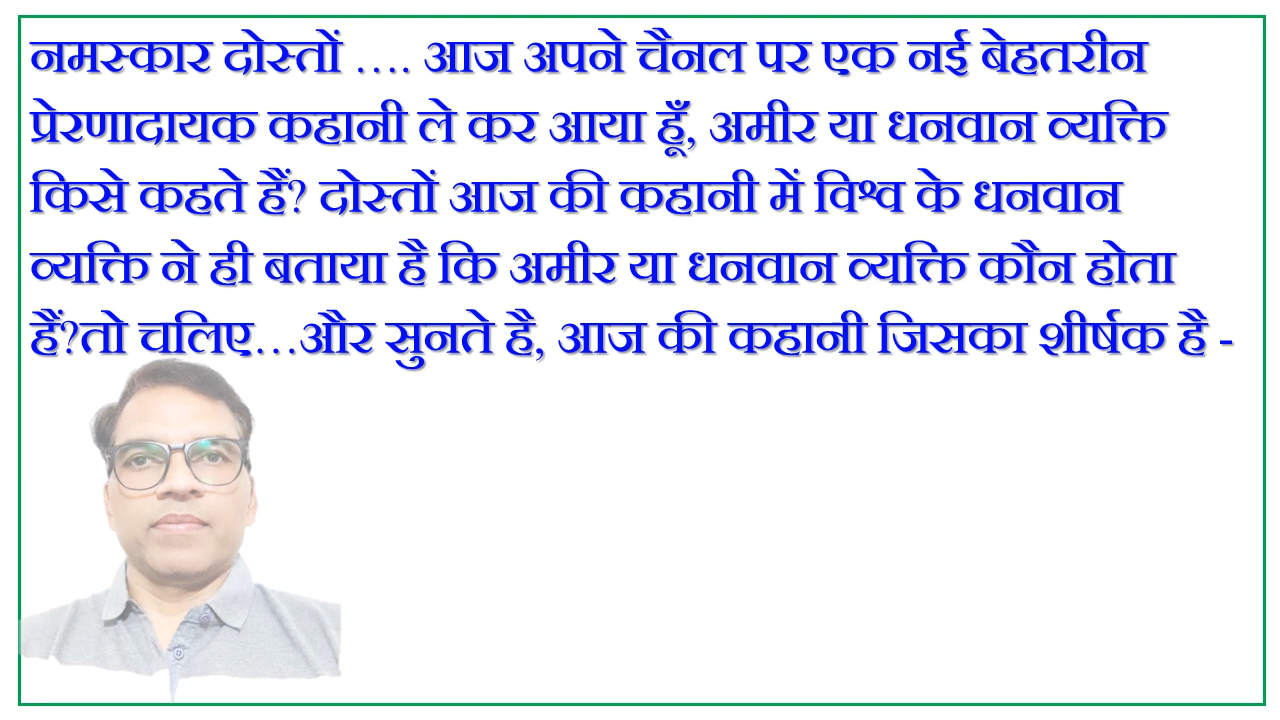 नमस्कार दोस्तों .... आज अपने चैनल पर एक नई बेहतरीन
प्रेरणादायक कहानी ले कर आया हूँ, अमीर या धनवान व्यक्ति
किसे कहते हैं? दोस्तों आज की कहानी में विश्व के धनवान
व्यक्ति ने ही बताया है कि अमीर या धनवान व्यक्ति कौन होता
हैं?तो चलिए...और सुनते है, आज की कहानी जिसका शीर्षक है -